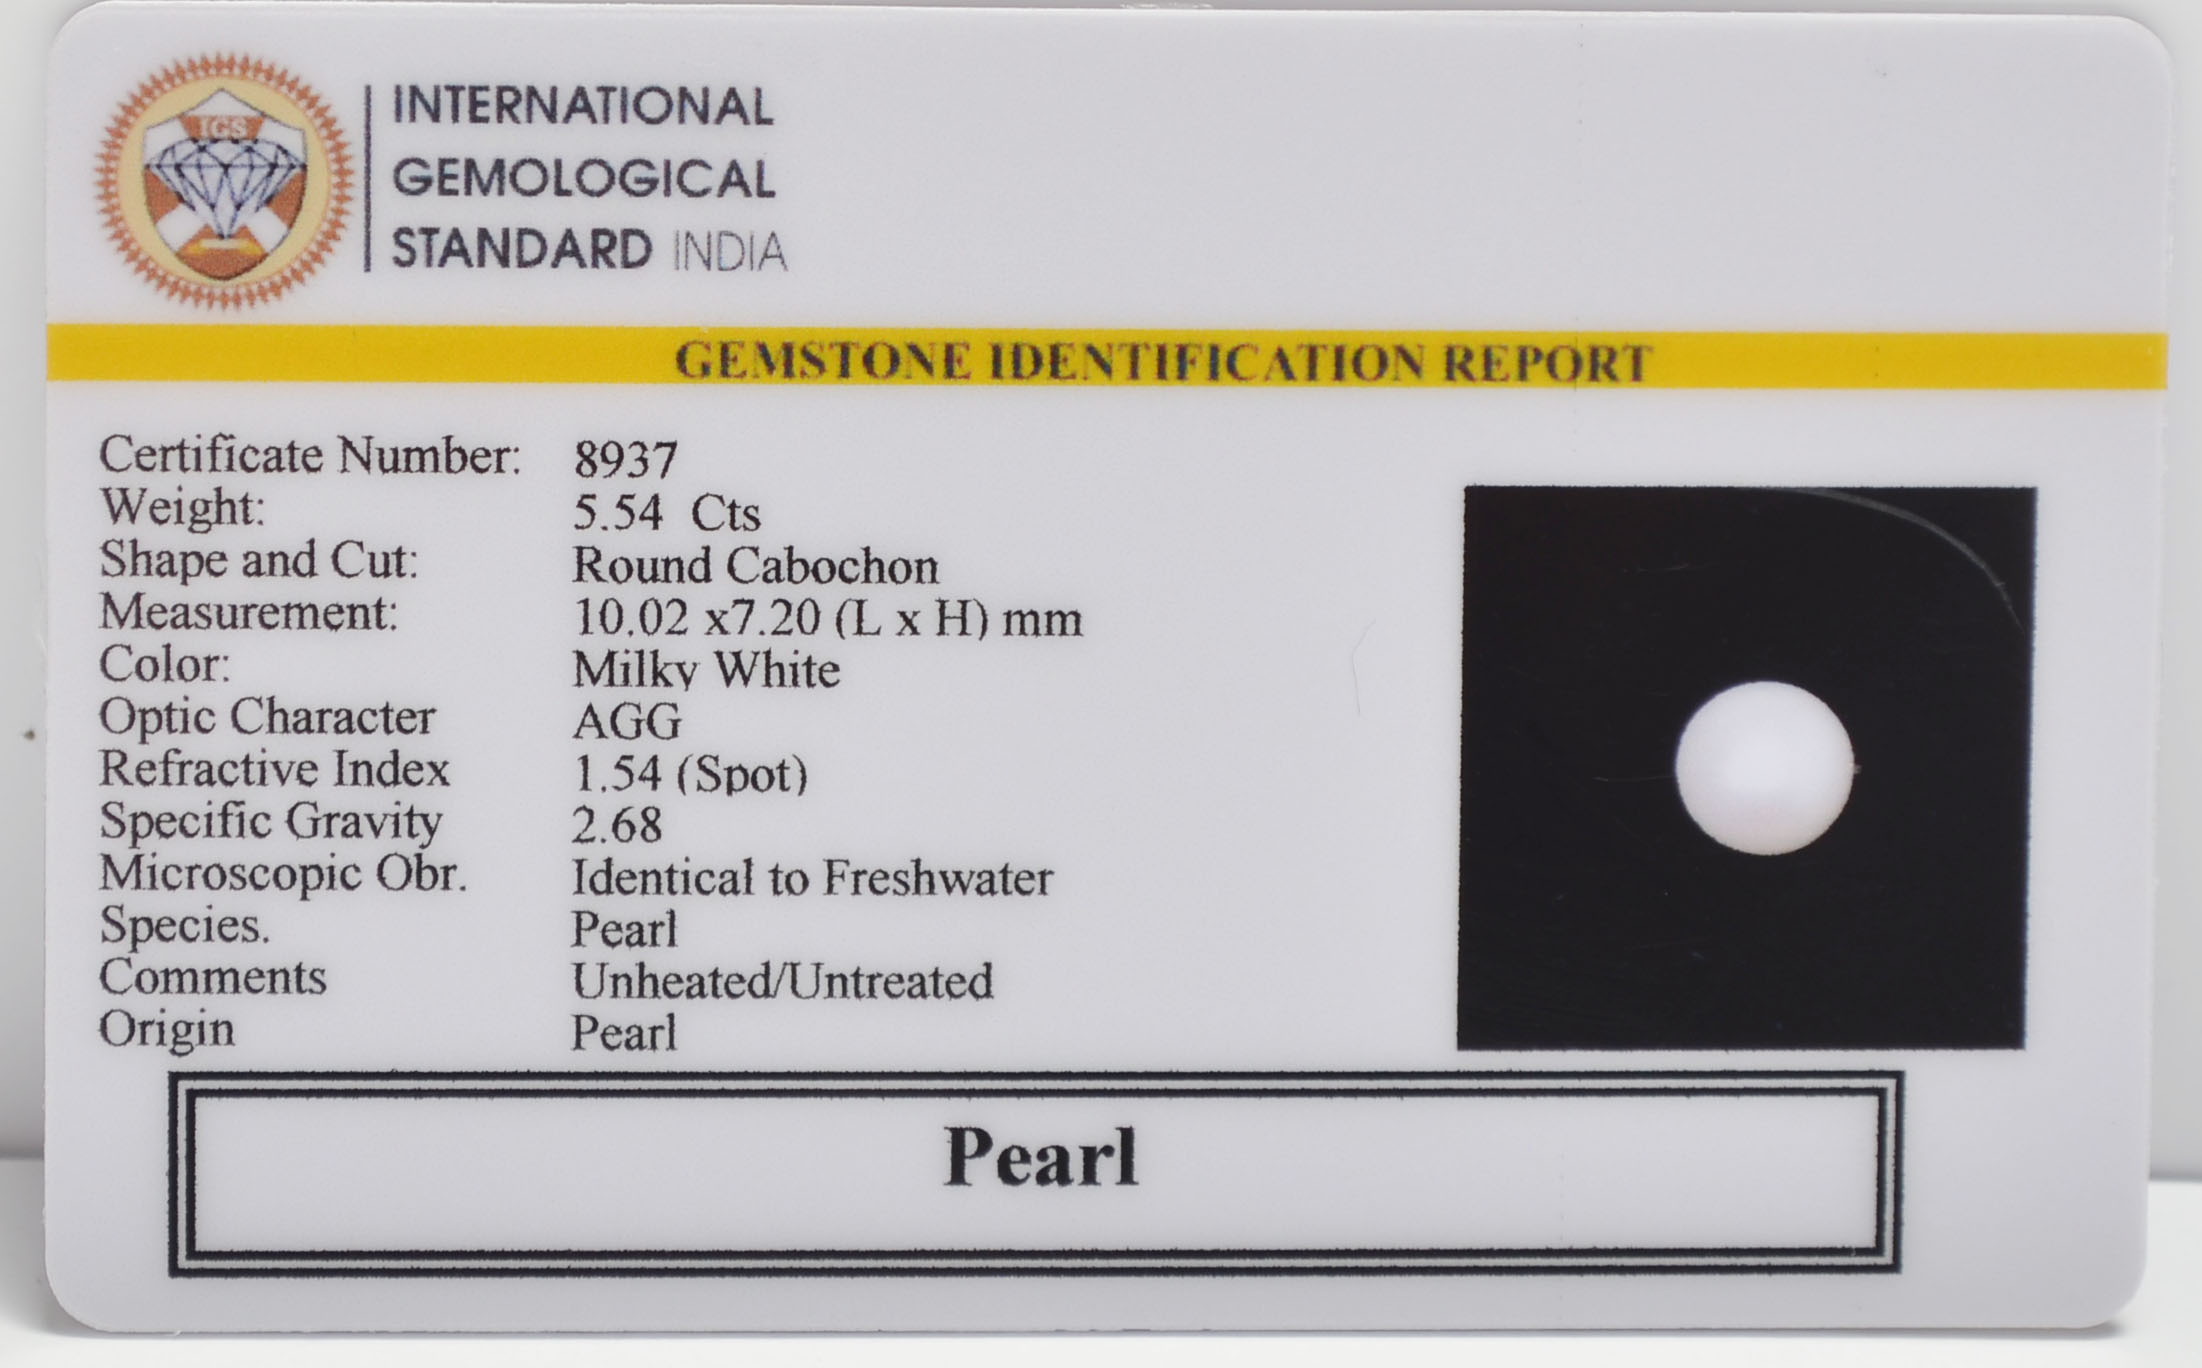 IGS
INTERNATIONAL
GEMOLOGICAL
STANDARD INDIA
GEMSTONE IDENTIFICATION REPORT
Certificate Number: 8937
Weight: 5.54 Cts
Shape and Cut: Round Cabochon
Measurement: 10.02 x7.20 (L x H) mm
Color: Milky White
Optic Character AGG
Refractive Index 1.54 (Spot)
Specific Gravity 2.68
Microscopic Obr. Identical to Freshwater
Species. Pearl
Comments Unheated/Untreated
Origin Pearl
Pearl